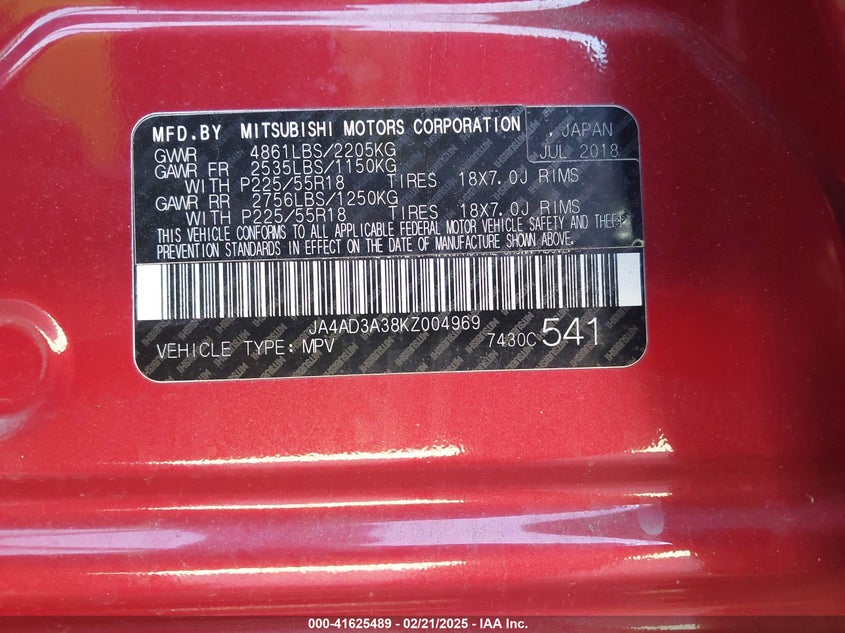 MFD.BY MITSUBISHI MOTORS CORPORATION , JAPAN
GWWR 4861LBS/2205KG JUL 2018
GAWR FR 2535LBS/1150KG
WITH P225/55R18 TIRES 18X7.0J RIMS
GAWR RR 2756LBS/1250KG
WITH P225/55R18 TIRES 18X7.0J RIMS
THIS VEHICLE CONFORMS TO ALL APPLICABLE FEDERAL MOTOR VEHICLE SAFETY AND THEFT
PREVENTION STANDARDS IN EFFECT ON THE DATE OF MANUFACTURE SHOWN ABOVE.
JA4AD3A38KZ004969
VEHICLE TYPE: MPV 7430C 541
000-41625489 - 02/21/2025 - IAA Inc.